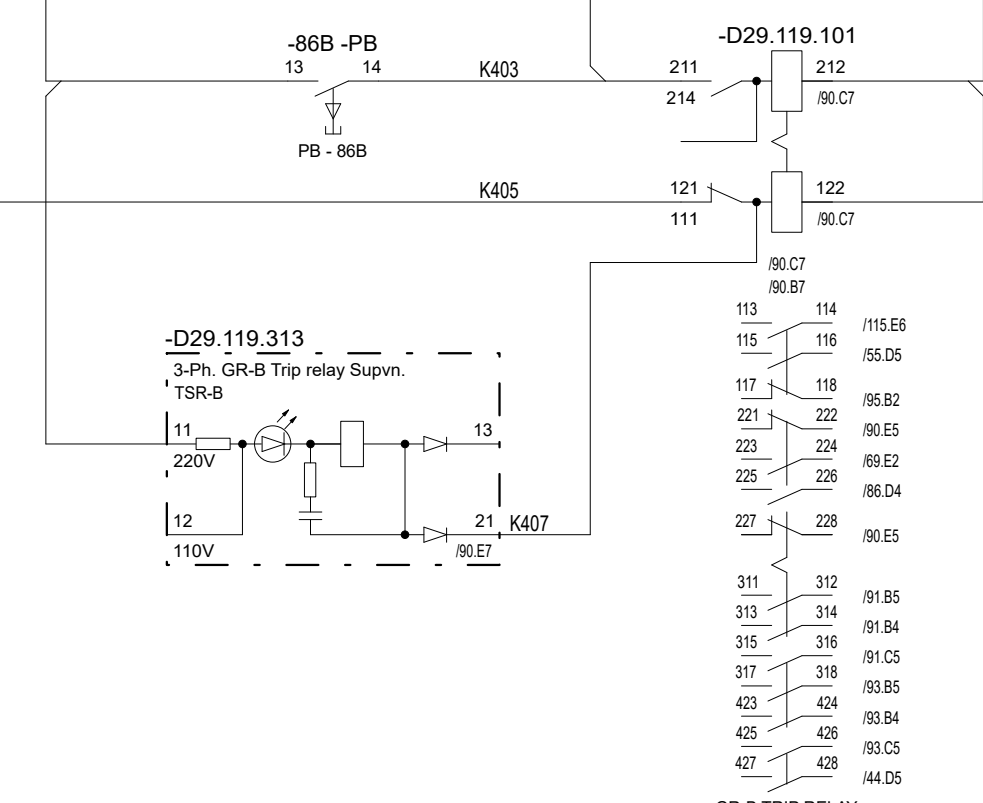 -86B -PB
13 14 K403
PB - 86B
-D29.119.101
211 212
214 /90.C7
K405 121 122
111 /90.C7
/90.C7
/90.B7
-D29.119.313
3-Ph. GR-B Trip relay Supvn.
TSR-B
11 13
220V
12 21 K407
110V /90.E7
113 114 /115.E6
115 116 /55.D5
117 118 /95.B2
221 222 /90.E5
223 224 /69.E2
225 226 /86.D4
227 228 /90.E5
311 312 /91.B5
313 314 /91.B4
315 316 /91.C5
317 318 /93.B5
423 424 /93.B4
425 426 /93.C5
427 428 /44.D5
GR-B TRIP RELAY